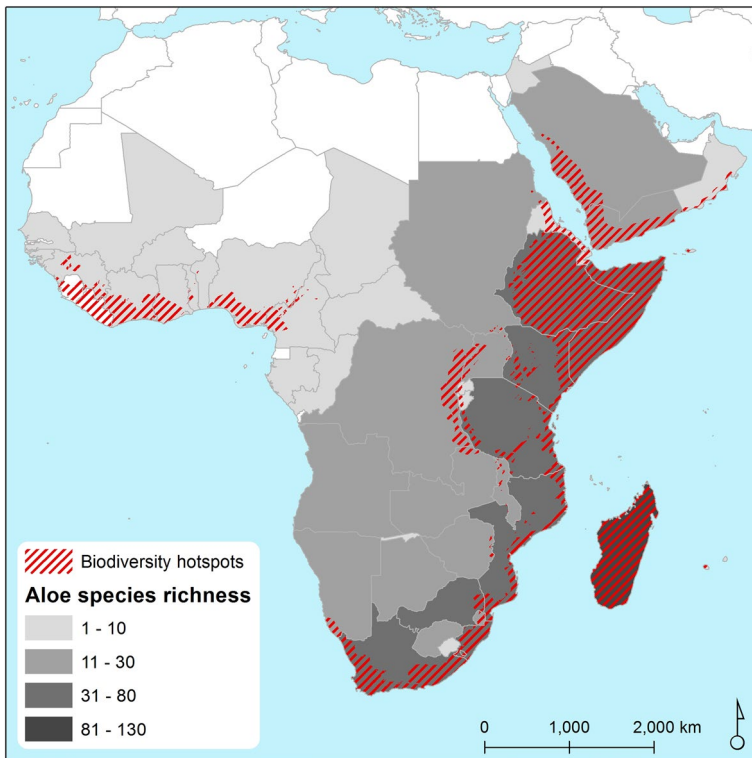 Biodiversity hotspots
Aloe species richness
1 - 10
11 - 30
31 - 80
81 - 130
0 1,000 2,000 km